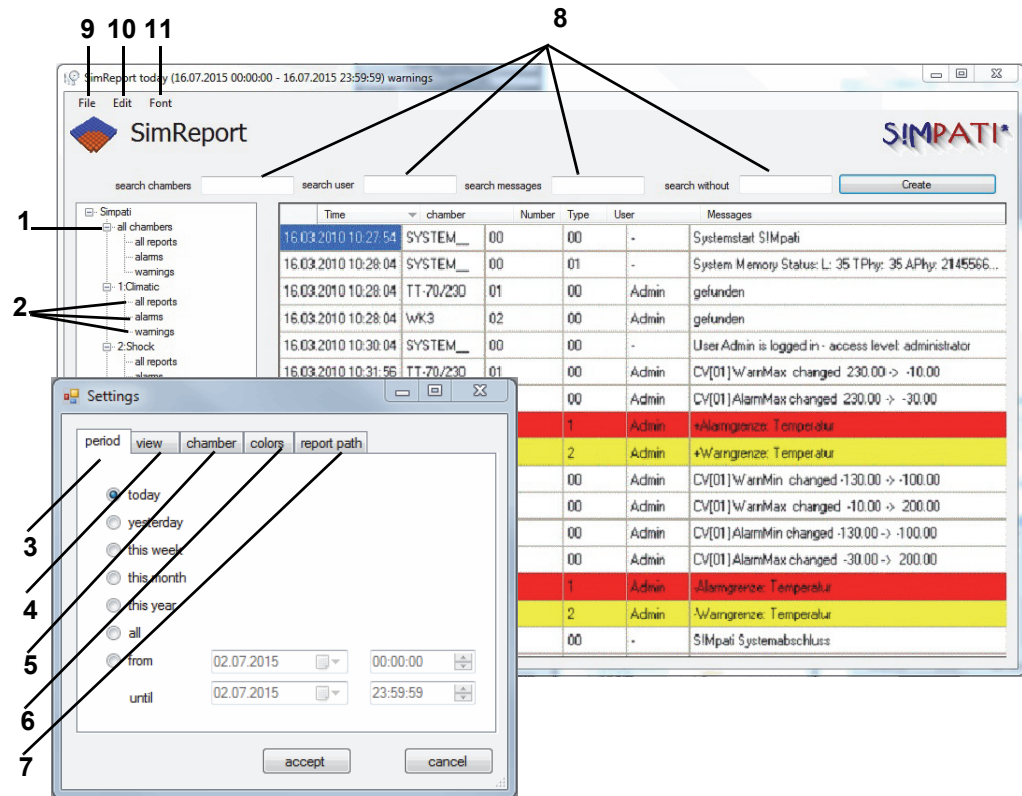 9 10 11 8
SimReport today (16.07.2015 00:00:00 - 16.07.2015 23:59:59) warnings
File Edit Font
SimReport
S!MPATI*
search chambers search user search messages search without Create
1
2
Simpati
all chambers
all reports
alarms
warnings
1:Climatic
all reports
alarms
warnings
2:Shock
all reports
alarms
Time chamber Number Type User Messages
16.03.2010 10:27:54 SYSTEM__ 00 00 - Systemstart S!Mpati
16.03.2010 10:28:04 SYSTEM__ 00 01 - System Memory Status: L: 35 TPhy: 35 APhy: 2145566...
16.03.2010 10:28:04 TT-70/230 01 00 Admin gefunden
16.03.2010 10:28:04 WK3 02 00 Admin gefunden
16.03.2010 10:30:04 SYSTEM__ 00 00 - User Admin is logged in - access level: administrator
16.03.2010 10:31:56 TT-70/230 01 00 Admin CV[01] WarnMax changed 230.00 -> -10.00
00 Admin CV[01] AlarmMax changed 230.00 -> -30.00
1 Admin +Alarmgrenze: Temperatur
2 Admin +Warngrenze: Temperatur
00 Admin CV[01] WarnMin changed -130.00 -> -100.00
00 Admin CV[01] WarnMax changed -10.00 -> 200.00
00 Admin CV[01] AlarmMin changed -130.00 -> -100.00
00 Admin CV[01] AlarmMax changed -30.00 -> 200.00
1 Admin -Alarmgrenze: Temperatur
2 Admin -Warngrenze: Temperatur
00 - S!Mpati Systemabschluss
Settings
period view chamber colors report path
today
yesterday
this week
this month
this year
all
from 02.07.2015 00:00:00
until 02.07.2015 23:59:59
accept cancel
3
4
5
6
7